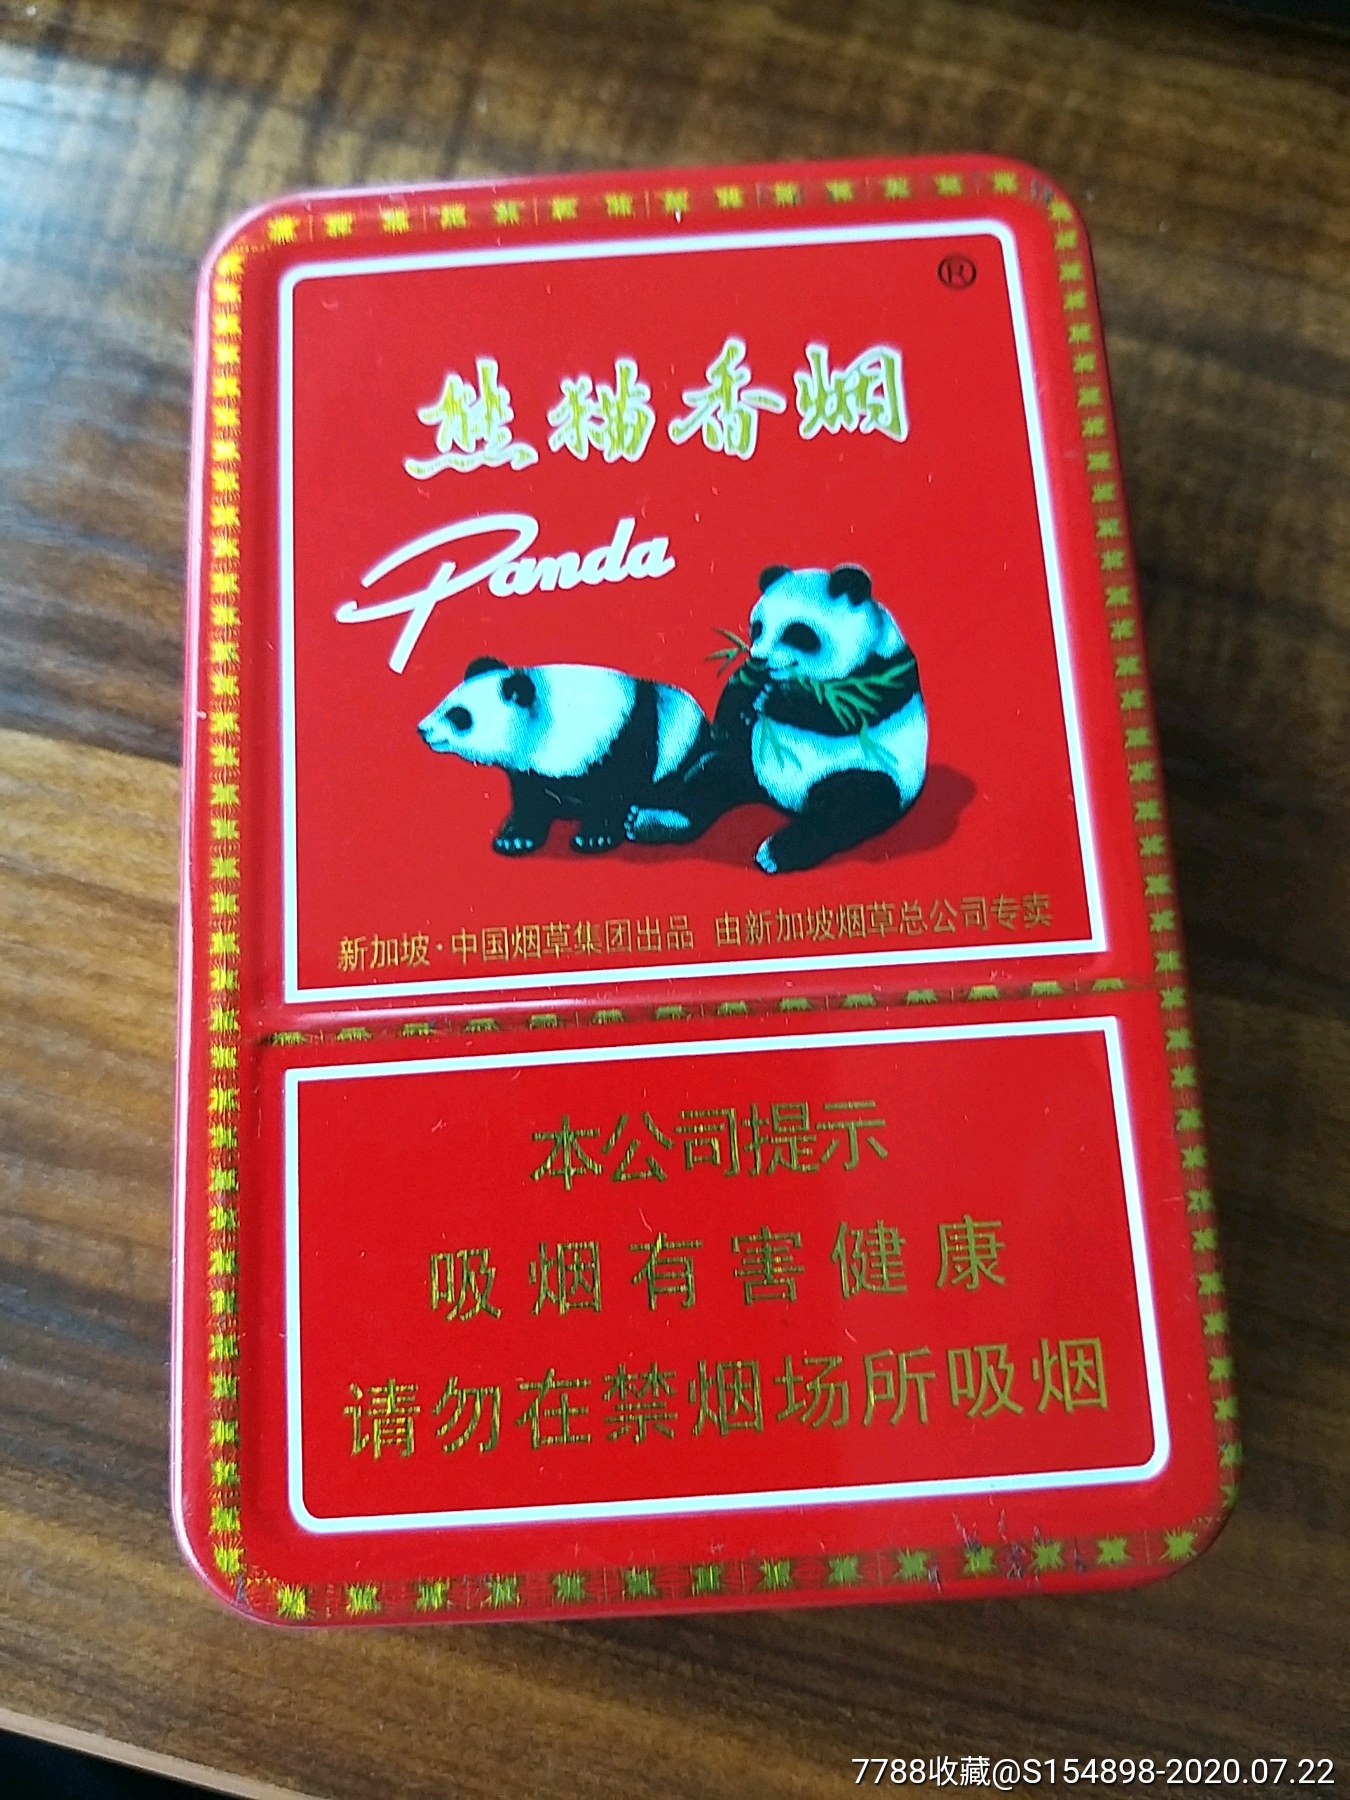 ®
熊猫香烟
Panda
新加坡·中国烟草集团出品 由新加坡烟草总公司专卖
本公司提示
吸烟有害健康
请勿在禁烟场所吸烟
7788收藏@S154898-2020.07.22